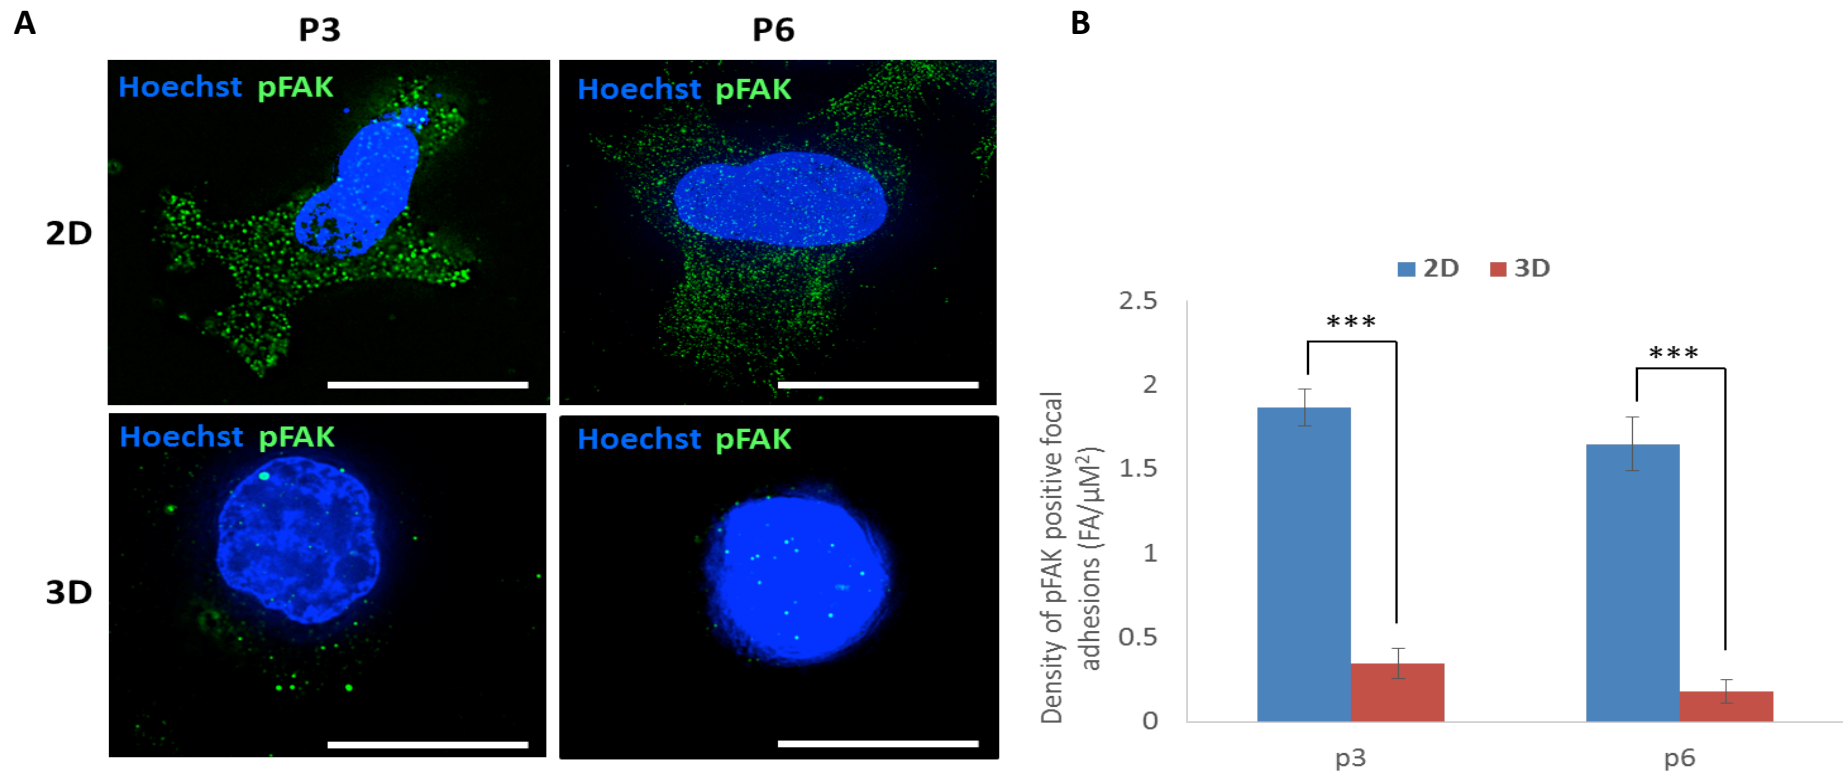 A
P3
P6
B
Hoechst pFAK
Hoechst pFAK
2D
Hoechst pFAK
Hoechst pFAK
3D
2D 3D
Density of pFAK positive focal
adhesions (FA/µM²)
2.5
2
1.5
1
0.5
0
***
***
p3
p6